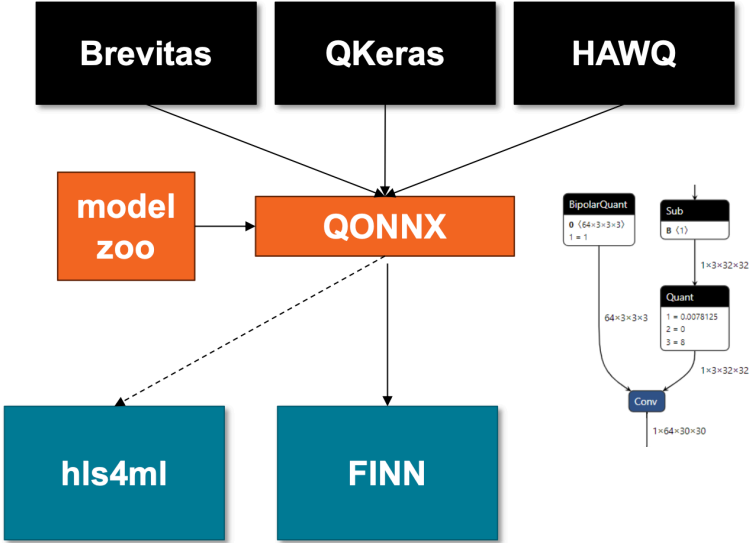 Brevitas
QKeras
HAWQ
model
zoo
QONNX
BipolarQuant
0 ⟨64×3×3×3⟩
1 = 1
Sub
B ⟨1⟩
1×3×32×32
Quant
1 = 0.0078125
2 = 0
3 = 8
64×3×3×3
1×3×32×32
Conv
1×64×30×30
hls4ml
FINN